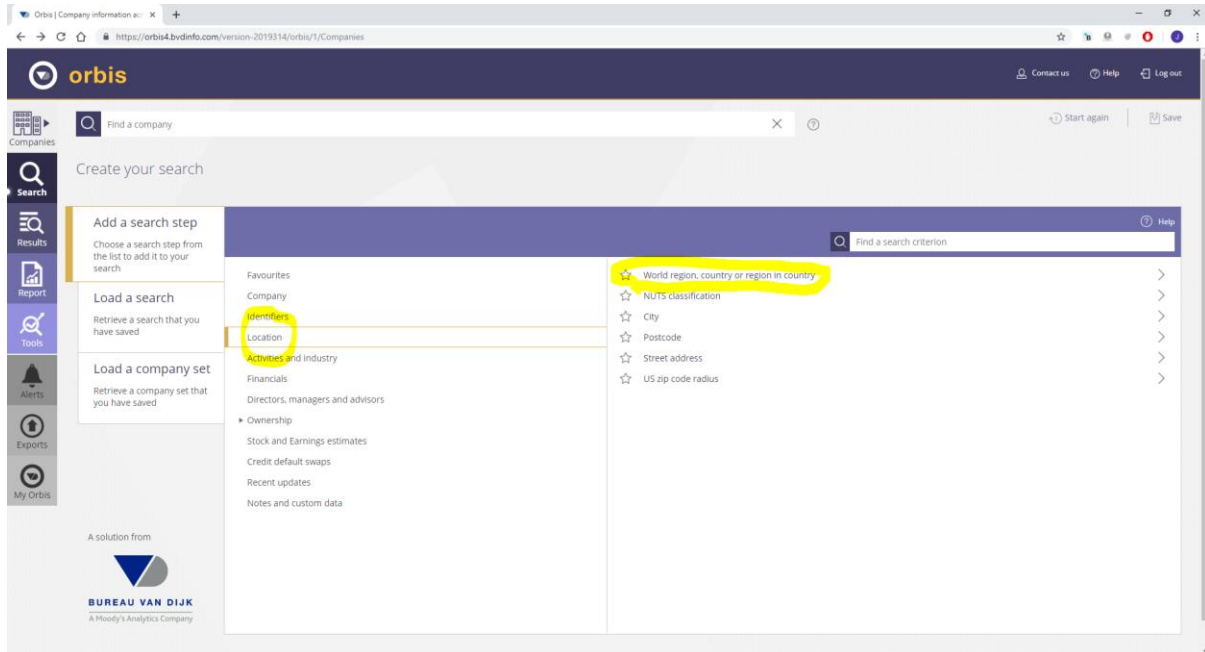 Orbis | Company information ac
https://orbis4.bvdinfo.com/version-2019314/orbis/1/Companies
orbis
Contact us
Help
Log out
Companies
Find a company
Start again
Save
Search
Create your search
Results
Report
Tools
Alerts
Exports
My Orbis
Add a search step
Choose a search step from
the list to add it to your
search
Load a search
Retrieve a search that you
have saved
Load a company set
Retrieve a company set that
you have saved
Help
Find a search criterion
Favourites
Company
Identifiers
Location
Activities and industry
Financials
Directors, managers and advisors
Ownership
Stock and Earnings estimates
Credit default swaps
Recent updates
Notes and custom data
World region, country or region in country
NUTS classification
City
Postcode
Street address
US zip code radius
A solution from
BUREAU VAN DIJK
A Moody's Analytics Company